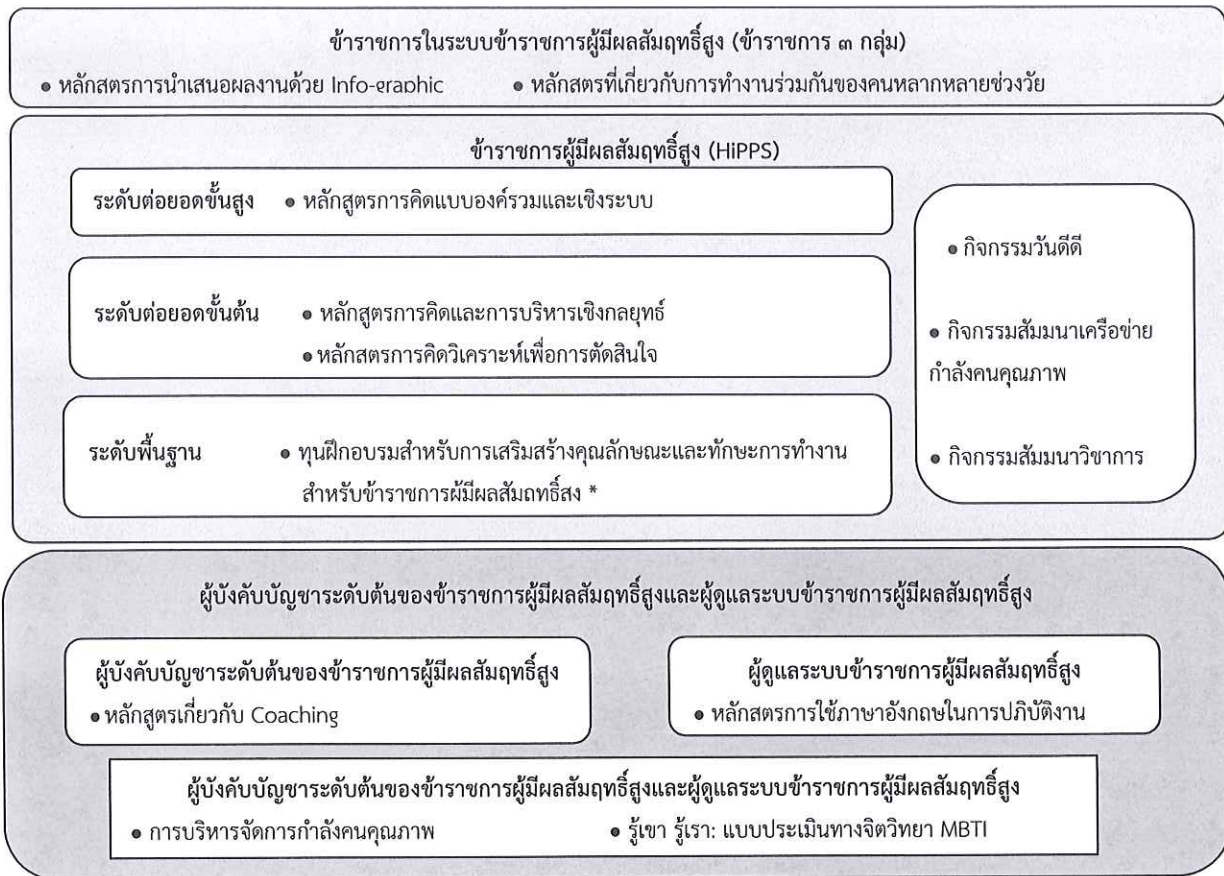 ข้าราชการในระบบข้าราชการผู้มีผลสัมฤทธิ์สูง (ข้าราชการ ๓ กลุ่ม)
• หลักสตรการนำเสนอผลงานด้วย Info-eraphic • หลักสตรที่เกี่ยวกับการทำงานร่วมกันของคนหลากหลายช่วงวัย
ข้าราชการผู้มีผลสัมฤทธิ์สูง (HiPPS)
ระดับต่อยอดขั้นสูง • หลักสูตรการคิดแบบองค์รวมและเชิงระบบ
ระดับต่อยอดขั้นต้น • หลักสูตรการคิดและการบริหารเชิงกลยุทธ์
• หลักสตรการคิดวิเคราะห์เพื่อการตัดสินใจ
ระดับพื้นฐาน • ทุนฝึกอบรมสำหรับการเสริมสร้างคุณลักษณะและทักษะการทำงาน
สำหรับข้าราชการผ้มีผลสัมฤทธิ์สง *
• กิจกรรมวันดีดี
• กิจกรรมสัมมนาเครือข่าย
กำลังคนคุณภาพ
• กิจกรรมสัมมนาวิชาการ
ผู้บังคับบัญชาระดับต้นของข้าราชการผู้มีผลสัมฤทธิ์สูงและผู้ดูแลระบบข้าราชการผู้มีผลสัมฤทธิ์สูง
ผู้บังคับบัญชาระดับต้นของข้าราชการผู้มีผลสัมฤทธิ์สูง
• หลักสูตรเกี่ยวกับ Coaching
ผู้ดูแลระบบข้าราชการผู้มีผลสัมฤทธิ์สูง
• หลักสตรการใช้ภาษาอังกฤษในการปฏิบัติงาน
ผู้บังคับบัญชาระดับต้นของข้าราชการผู้มีผลสัมฤทธิ์สูงและผู้ดูแลระบบข้าราชการผู้มีผลสัมฤทธิ์สูง
• การบริหารจัดการกำลังคนคุณภาพ • รู้เขา รู้เรา: แบบประเมินทางจิตวิทยา MBTI